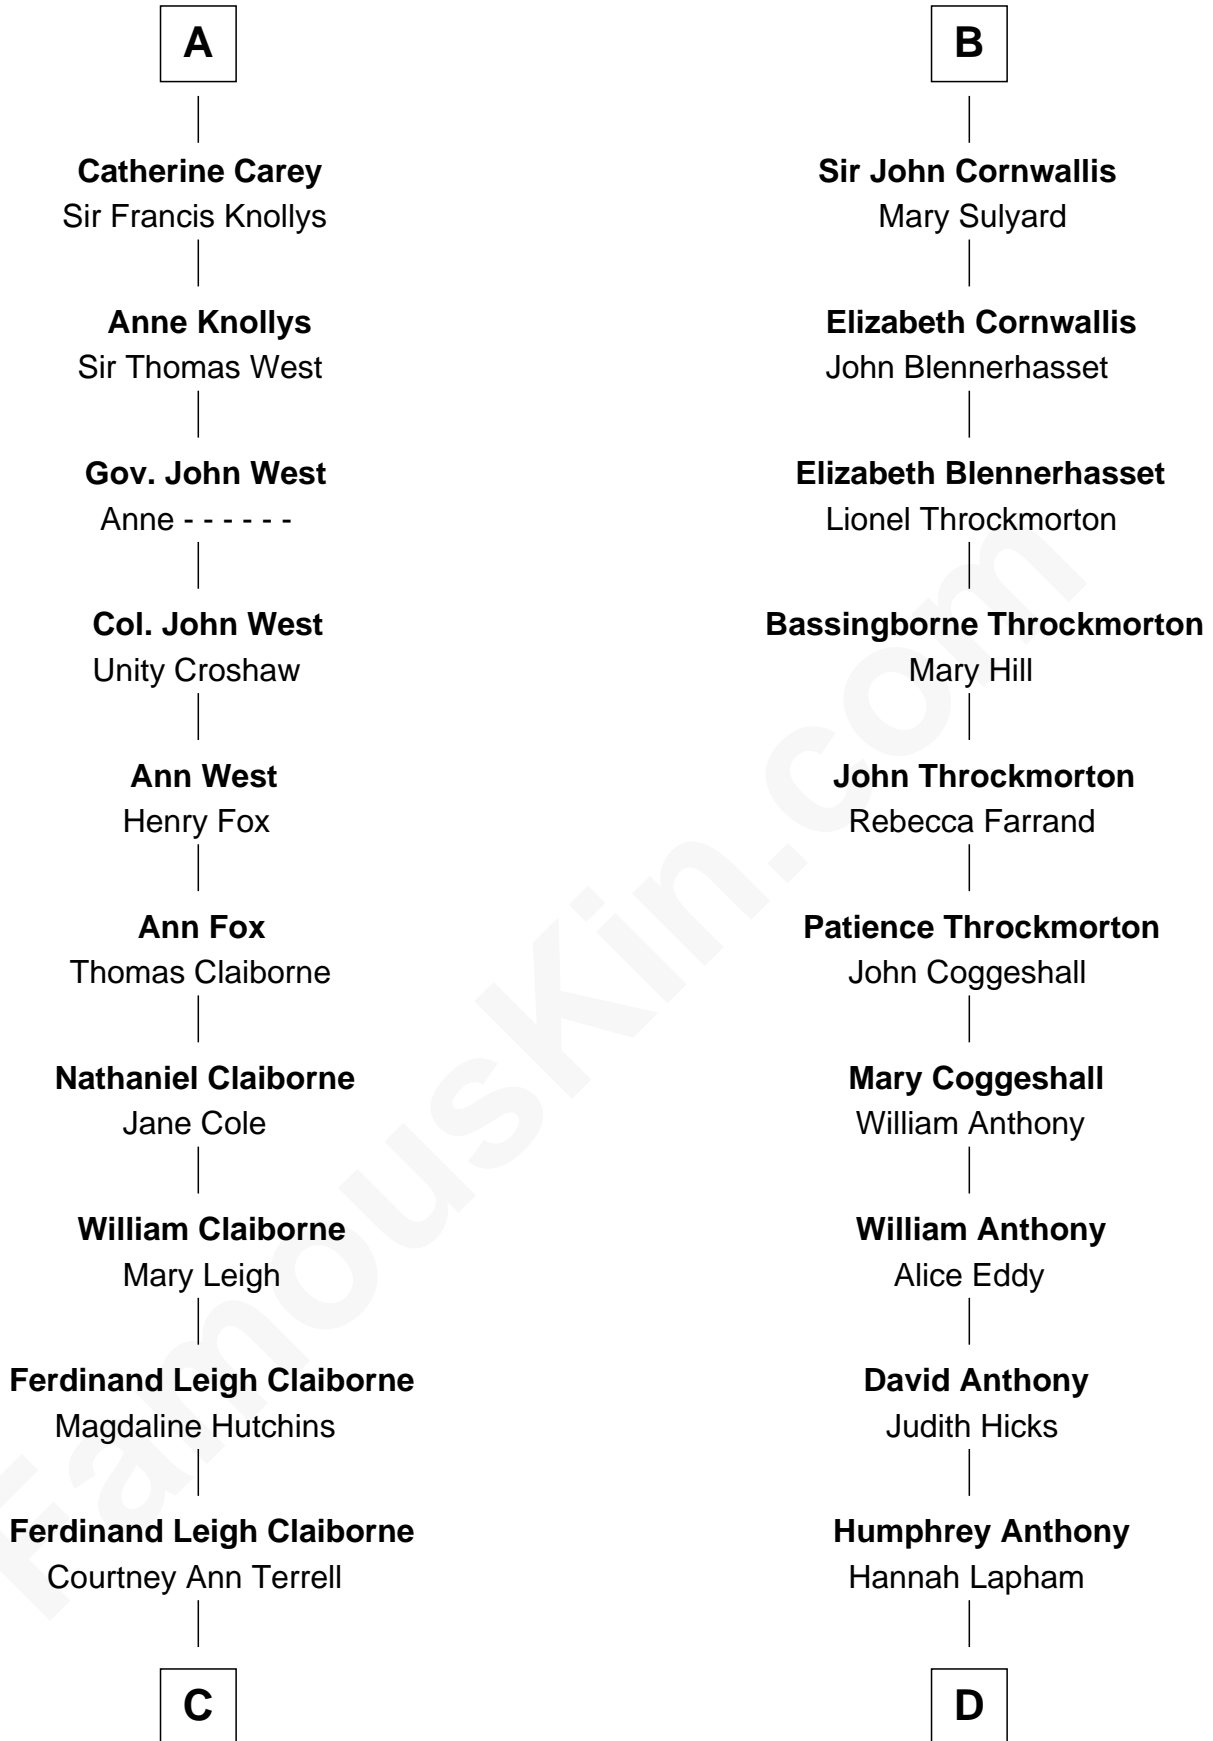 A
Catherine Carey
Sir Francis Knollys
Anne Knollys
Sir Thomas West
Gov. John West
Anne - - - - - -
Col. John West
Unity Croshaw
Ann West
Henry Fox
Ann Fox
Thomas Claiborne
Nathaniel Claiborne
Jane Cole
William Claiborne
Mary Leigh
Ferdinand Leigh Claiborne
Magdaline Hutchins
Ferdinand Leigh Claiborne
Courtney Ann Terrell
C
B
Sir John Cornwallis
Mary Sulyard
Elizabeth Cornwallis
John Blennerhasset
Elizabeth Blennerhasset
Lionel Throckmorton
Bassingborne Throckmorton
Mary Hill
John Throckmorton
Rebecca Farrand
Patience Throckmorton
John Coggeshall
Mary Coggeshall
William Anthony
William Anthony
Alice Eddy
David Anthony
Judith Hicks
Humphrey Anthony
Hannah Lapham
D
FamousKin.com